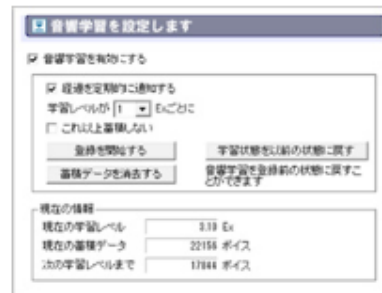 音響学習を設定します
音響学習を有効にする
経過を定期的に通知する
学習レベルが 1 Exごとに
これ以上蓄積しない
登録を開始する
学習状態を以前の状態に戻す
蓄積データを消去する
音響学習を登録前の状態に戻すこ
とができます
現在の情報
現在の学習レベル 3.19 Ex
現在の蓄積データ 22156 ボイス
次の学習レベルまで 17844 ボイス